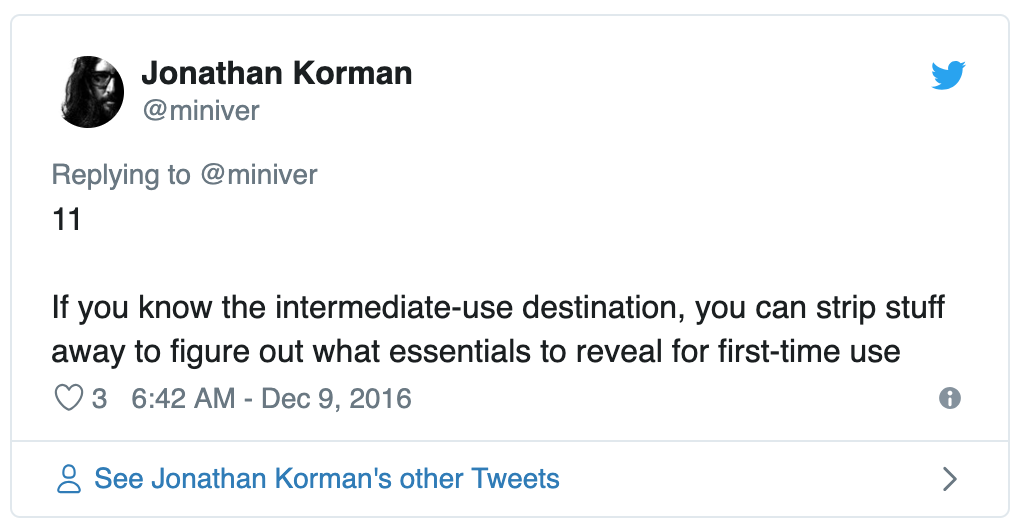 Jonathan Korman
@miniver
Replying to @miniver
11
If you know the intermediate-use destination, you can strip stuff
away to figure out what essentials to reveal for first-time use
3 6:42 AM - Dec 9, 2016
See Jonathan Korman's other Tweets